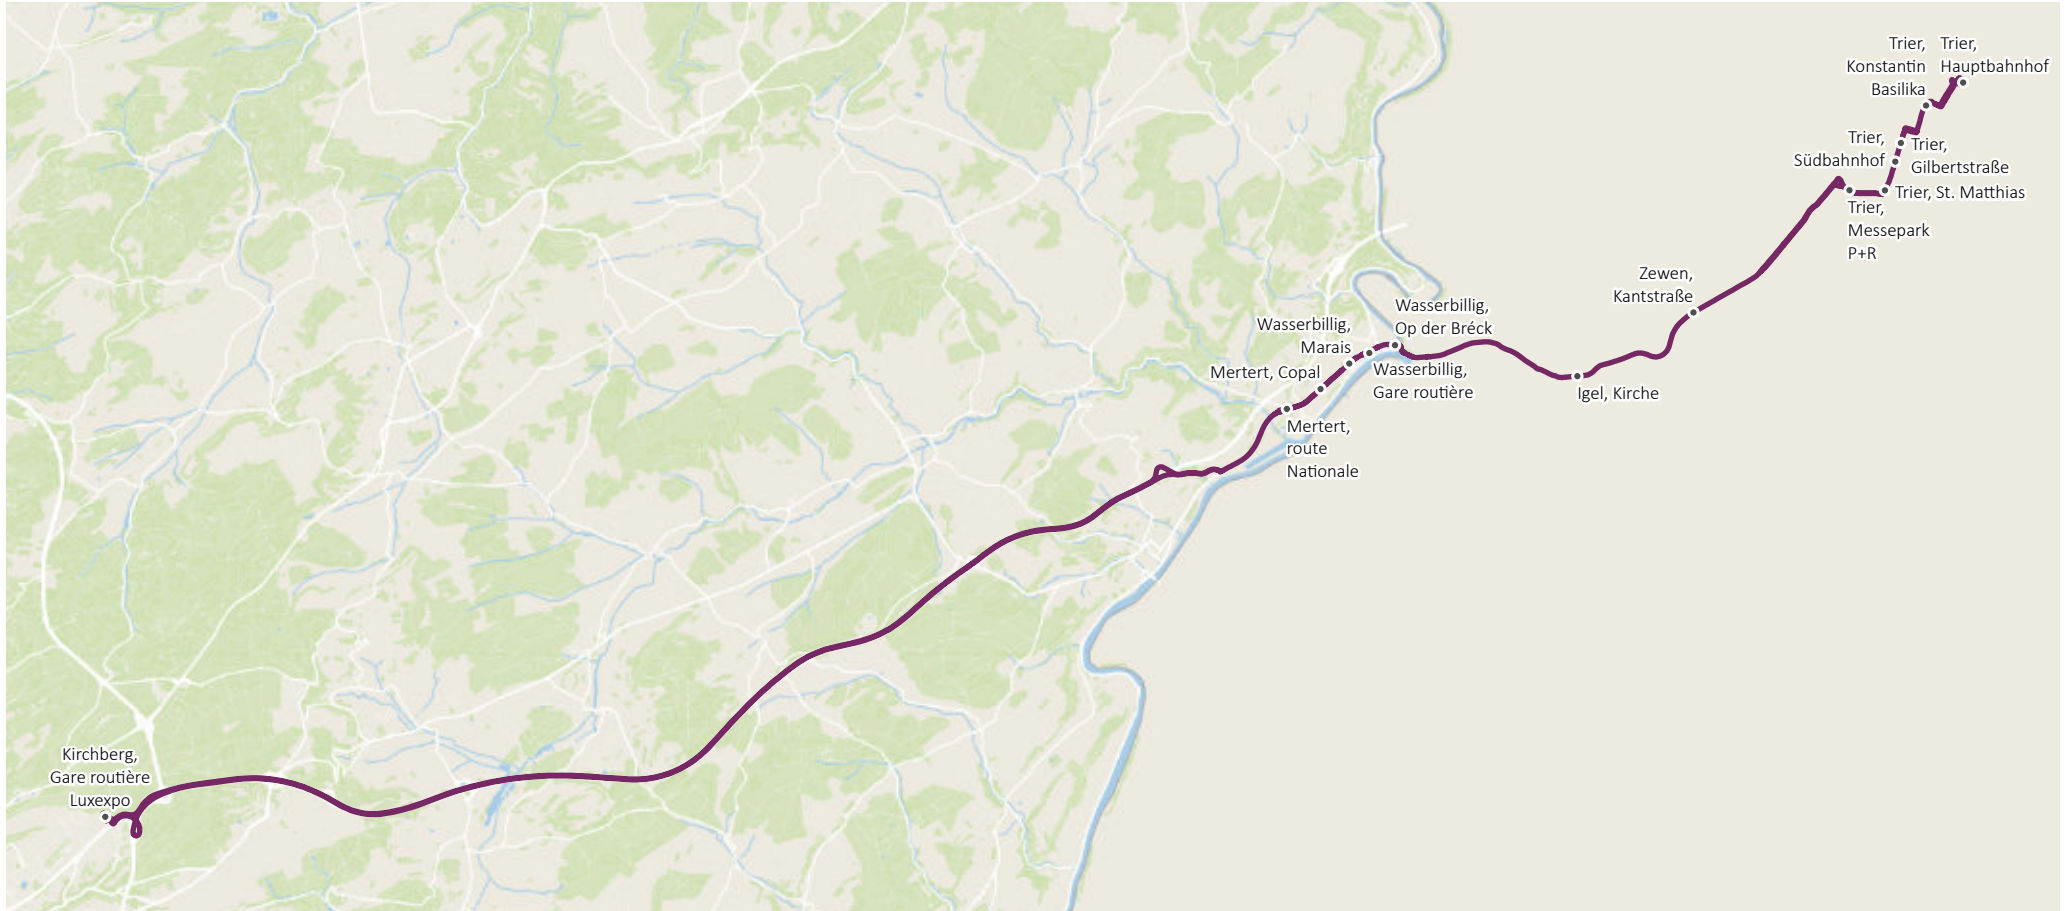 Trier,
Konstantin
Basilika
Trier,
Hauptbahnhof
Trier,
Südbahnhof
Trier,
Gilbertstraße
Trier, St. Matthias
Trier,
Messepark
P+R
Zewen,
Kantstraße
Wasserbillig,
Op der Bréck
Wasserbillig,
Marais
Mertert, Copal
Wasserbillig,
Gare routière
Igel, Kirche
Mertert,
route
Nationale
Kirchberg,
Gare routière
Luxexpo